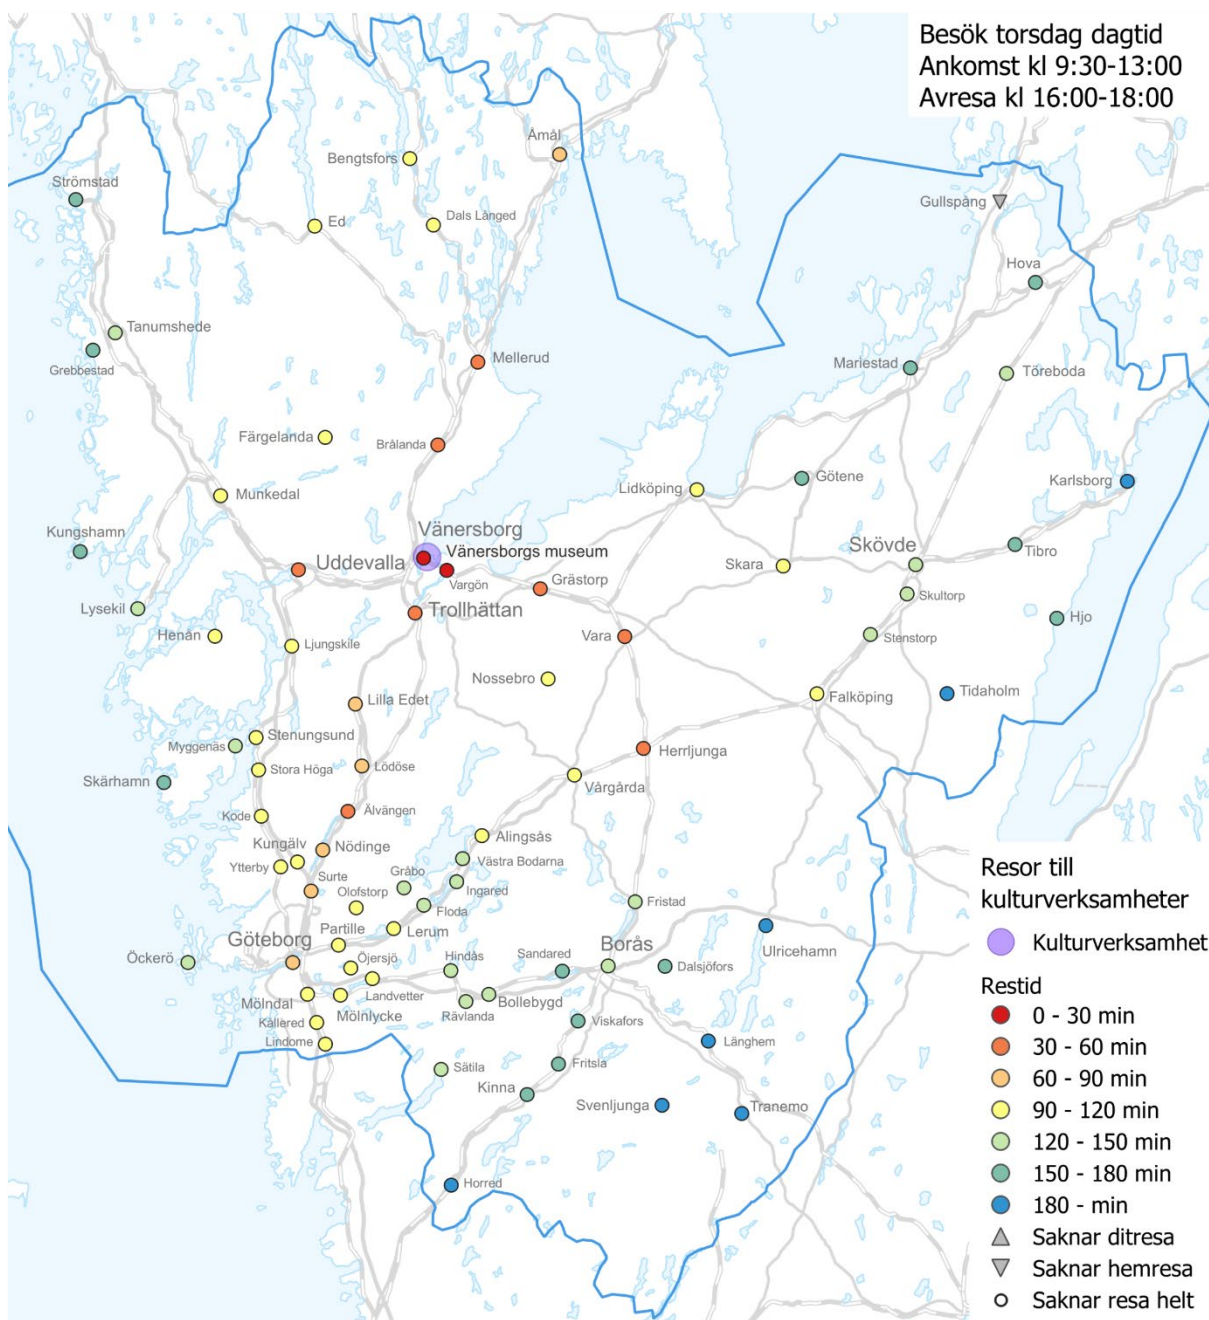 Besök torsdag dagtid
Ankomst kl 9:30-13:00
Avresa kl 16:00-18:00
Åmål
Bengtsfors
Strömstad
Gullspång
Ed
Dals Långed
Hova
Tanumshede
Grebbestad
Mellerud
Mariestad
Töreboda
Färgelanda
Brålanda
Munkedal
Lidköping
Götene
Karlsborg
Kungshamn
Vänersborg
Vänersborgs museum
Uddevalla
Vargön
Grästorp
Skara
Skövde
Tibro
Lysekil
Trollhättan
Skultorp
Henån
Ljungskile
Vara
Stenstorp
Hjo
Nossebro
Lilla Edet
Falköping
Tidaholm
Stenungsund
Myggenäs
Herrljunga
Stora Höga
Lödöse
Skärhamn
Vårgårda
Kode
Älvängen
Kungälv
Nödinge
Alingsås
Ytterby
Västra Bodarna
Surte
Gråbo
Ingared
Olofstorp
Floda
Fristad
Partille
Lerum
Göteborg
Öckerö
Öjersjö
Hindås
Sandared
Borås
Dalsjöfors
Ulricehamn
Landvetter
Mölndal
Mölnlycke
Rävlanda
Bollebygd
Kållered
Viskafors
Lindome
Länghem
Sätila
Fritsla
Kinna
Svenljunga
Tranemo
Horred
Resor till
kulturverksamheter
Kulturverksamhet
Restid
0 - 30 min
30 - 60 min
60 - 90 min
90 - 120 min
120 - 150 min
150 - 180 min
180 - min
Saknar ditresa
Saknar hemresa
Saknar resa helt